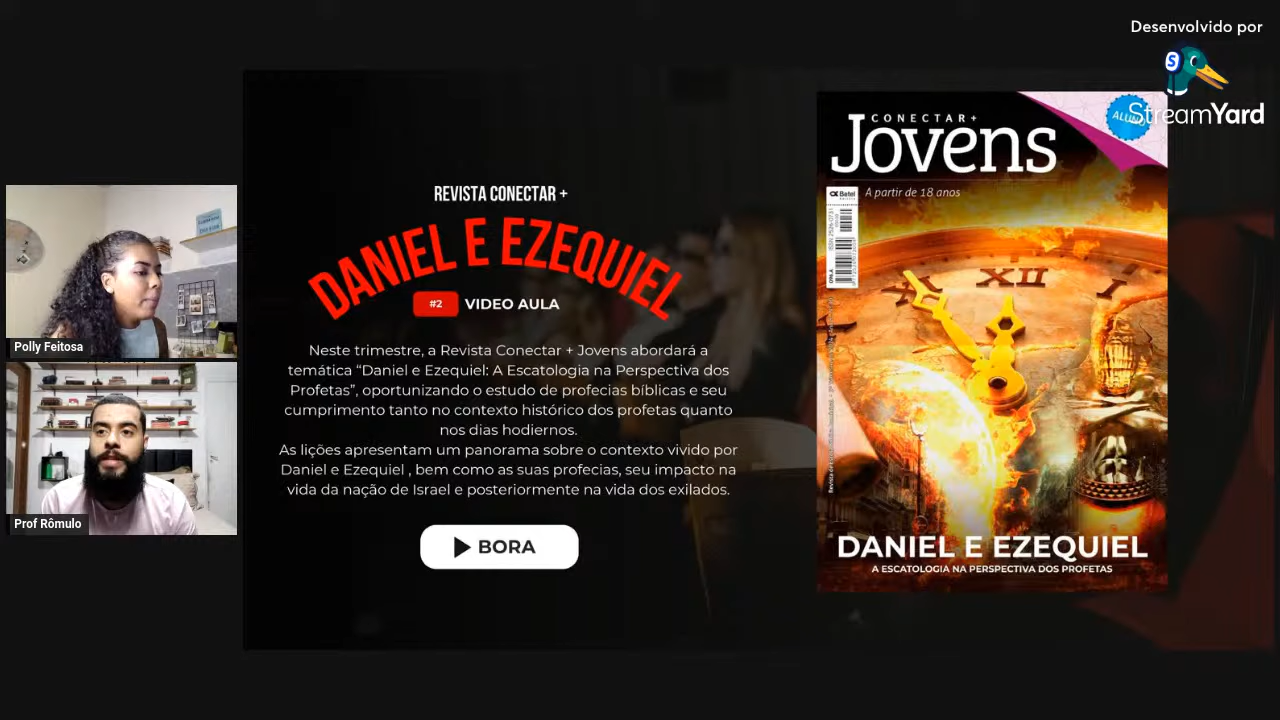 Desenvolvido por
StreamYard
Polly Feitosa
Prof Rômulo
REVISTA CONECTAR +
DANIEL E EZEQUIEL
#2 VIDEO AULA
Neste trimestre, a Revista Conectar + Jovens abordará a
temática “Daniel e Ezequiel: A Escatologia na Perspectiva dos
Profetas”, oportunizando o estudo de profecias bíblicas e seu
cumprimento tanto no contexto histórico dos profetas quanto
nos dias hodiernos.
As lições apresentam um panorama sobre o contexto vivido por
Daniel e Ezequiel , bem como as suas profecias, seu impacto na
vida da nação de Israel e posteriormente na vida dos exilados.
BORA
CONECTAR+
Jovens
ALUNO
A partir de 18 anos
Betel
XII
I
DANIEL E EZEQUIEL
A ESCATOLOGIA NA PERSPECTIVA DOS PROFETAS